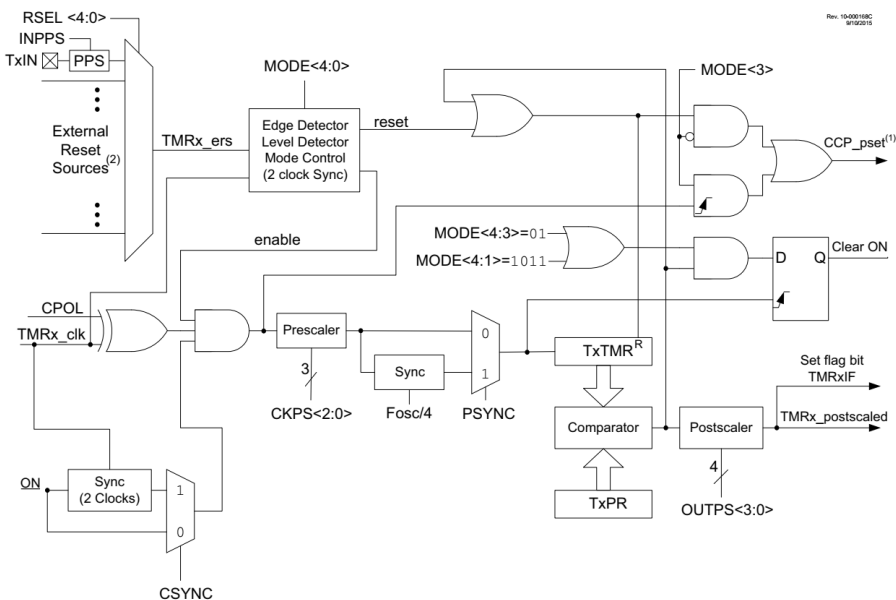 RSEL <4:0>
Rev. 10-000168C
9/10/2015
INPPS
TxIN
PPS
MODE<4:0>
MODE<3>
External
Reset
Sources(2)
TMRx_ers
Edge Detector
Level Detector
Mode Control
(2 clock Sync)
reset
CCP_pset(1)
enable
MODE<4:3>=01
MODE<4:1>=1011
D
Q
Clear ON
CPOL
TMRx_clk
Prescaler
3
CKPS<2:0>
Sync
Fosc/4
0
1
PSYNC
TxTMR
R
Comparator
TxPR
Postscaler
4
OUTPS<3:0>
Set flag bit
TMRxIF
TMRx_postscaled
ON
Sync
(2 Clocks)
1
0
CSYNC